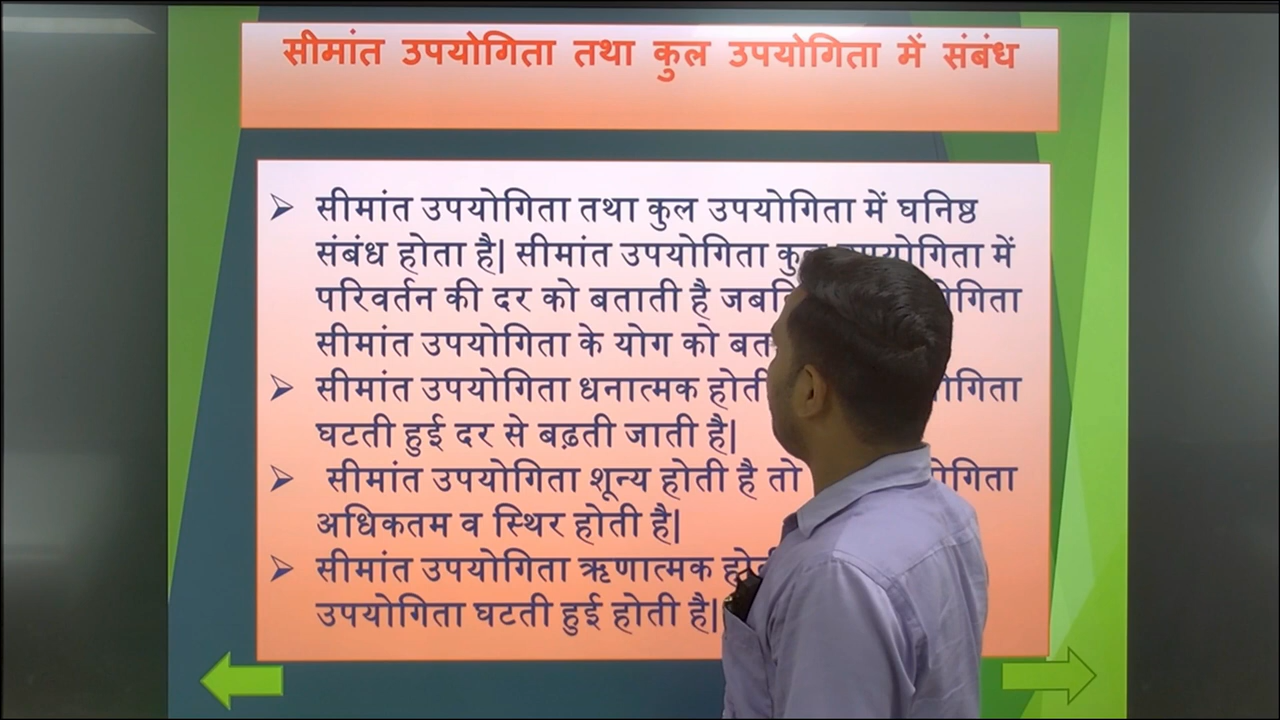 सीमांत उपयोगिता तथा कुल उपयोगिता में संबंध
सीमांत उपयोगिता तथा कुल उपयोगिता में घनिष्ठ
संबंध होता है| सीमांत उपयोगिता उपयोगिता में
परिवर्तन की दर को बताती है
सीमांत उपयोगिता के योग को
सीमांत उपयोगिता धनात्मक
घटती हुई दर से बढ़ती जाती है|
सीमांत उपयोगिता शून्य होती है तो
अधिकतम व स्थिर होती है|
सीमांत उपयोगिता ऋणात्मक
उपयोगिता घटती हुई होती है|